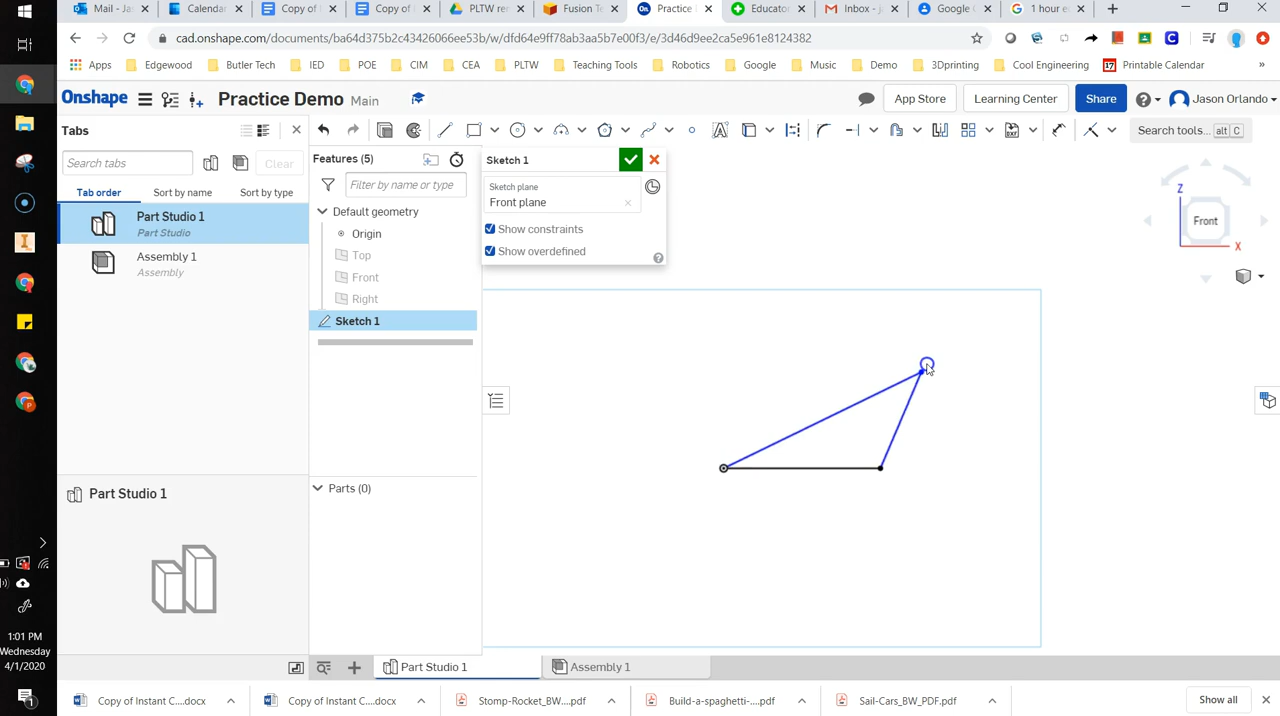 Mail - Ja
Calendar
Copy of I
Copy of I
PLTW rem
Fusion Te
Practice
Educator
Inbox - ja
Google C
1 hour ex
cad.onshape.com/documents/ba64d375b2c43426066ee53b/w/dfd64e9ff78ab3aa5b7e00f3/e/3d46d9ee2ca5e961e8124382
Apps
Edgewood
Butler Tech
IED
POE
CIM
CEA
PLTW
Teaching Tools
Robotics
Google
Music
Demo
3Dprinting
Cool Engineering
17
Printable Calendar
»
Onshape
Practice Demo
Main
App Store
Learning Center
Share
Jason Orlando
Tabs
Search tools...
alt C
Search tabs
Clear
Tab order
Sort by name
Sort by type
Part Studio 1
Part Studio
Assembly 1
Assembly
Part Studio 1
Features (5)
Filter by name or type
Default geometry
Origin
Top
Front
Right
Sketch 1
Parts (0)
Sketch 1
Sketch plane
Front plane
Show constraints
Show overdefined
Z
Front
X
Part Studio 1
Assembly 1
1:01 PM
Wednesday
4/1/2020
Copy of Instant C....docx
Copy of Instant C....docx
Stomp-Rocket_BW....pdf
Build-a-spaghetti-....pdf
Sail-Cars_BW_PDF.pdf
Show all